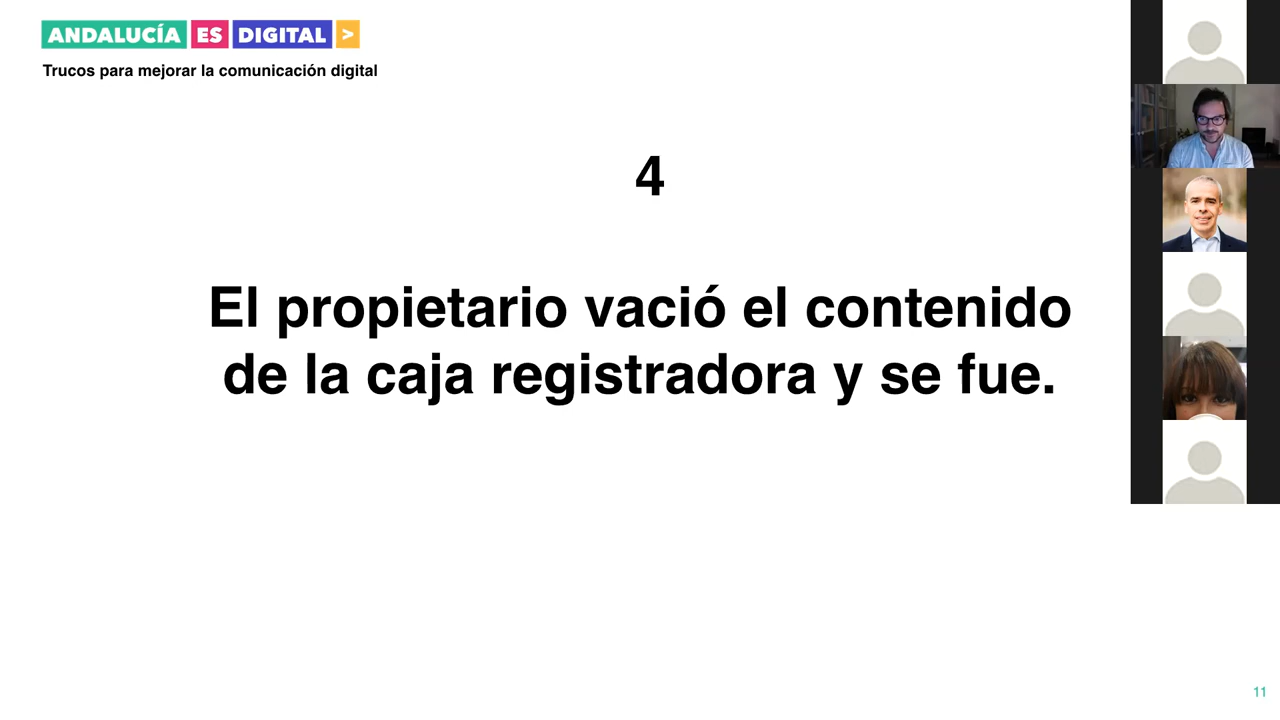 ANDALUCÍA ES DIGITAL >
Trucos para mejorar la comunicación digital
4
El propietario vació el contenido
de la caja registradora y se fue.
11